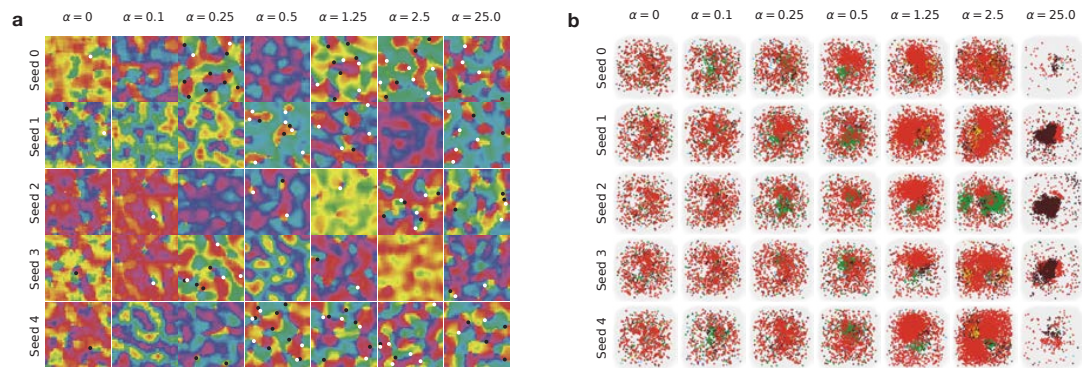 a
α = 0 α = 0.1 α = 0.25 α = 0.5 α = 1.25 α = 2.5 α = 25.0
Seed 0
Seed 1
Seed 2
Seed 3
Seed 4
b
α = 0 α = 0.1 α = 0.25 α = 0.5 α = 1.25 α = 2.5 α = 25.0
Seed 0
Seed 1
Seed 2
Seed 3
Seed 4